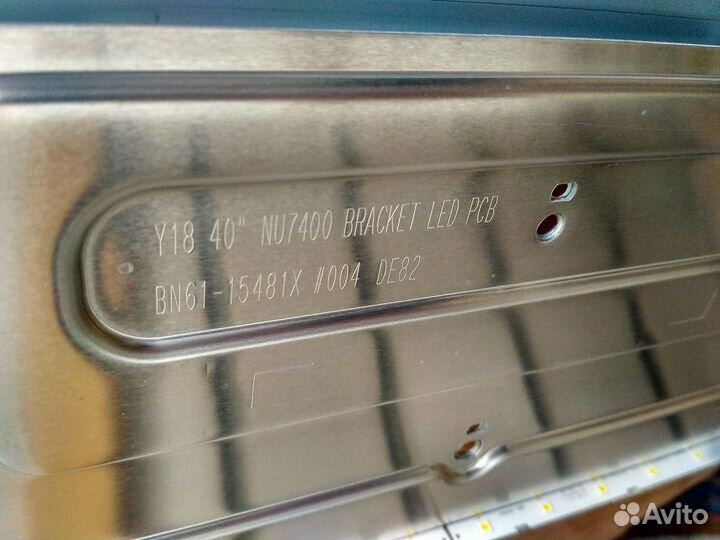 Y18 40" NU7400 BRACKET LED PCB
BN61-15481X #004 DE82
Avito